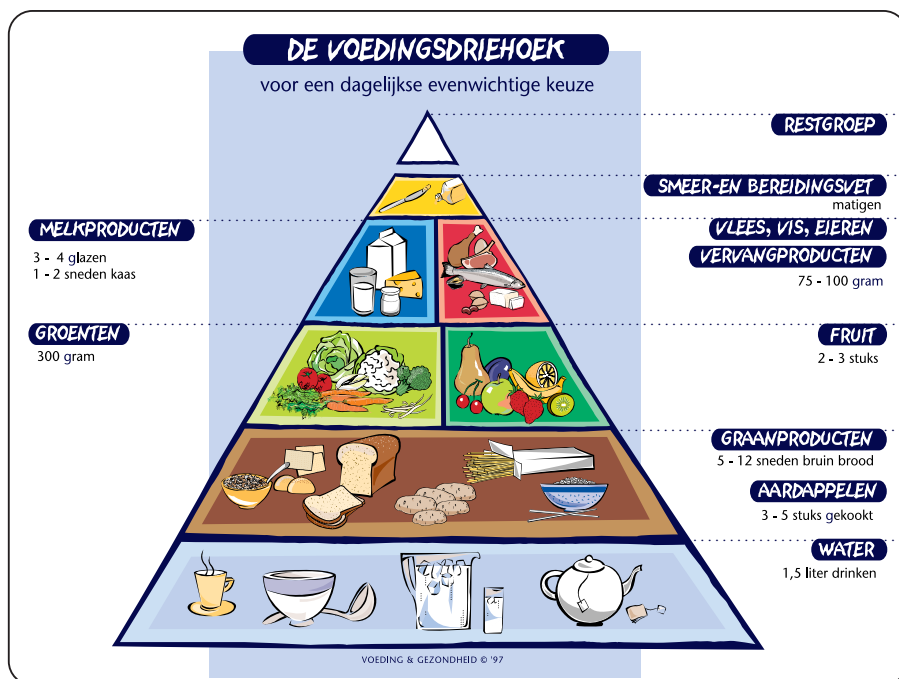 DE VOEDINGSDRIEHOEK
voor een dagelijkse evenwichtige keuze
RESTGROEP
SMEER-EN BEREIDINGSVET
matigen
MELKPRODUCTEN
3 - 4 glazen
1 - 2 sneden kaas
VLEES, VIS, EIEREN
VERVANGPRODUCTEN
75 - 100 gram
GROENTEN
300 gram
FRUIT
2 - 3 stuks
GRAANPRODUCTEN
5 - 12 sneden bruin brood
AARDAPPELEN
3 - 5 stuks gekookt
WATER
1,5 liter drinken
VOEDING & GEZONDHEID © '97